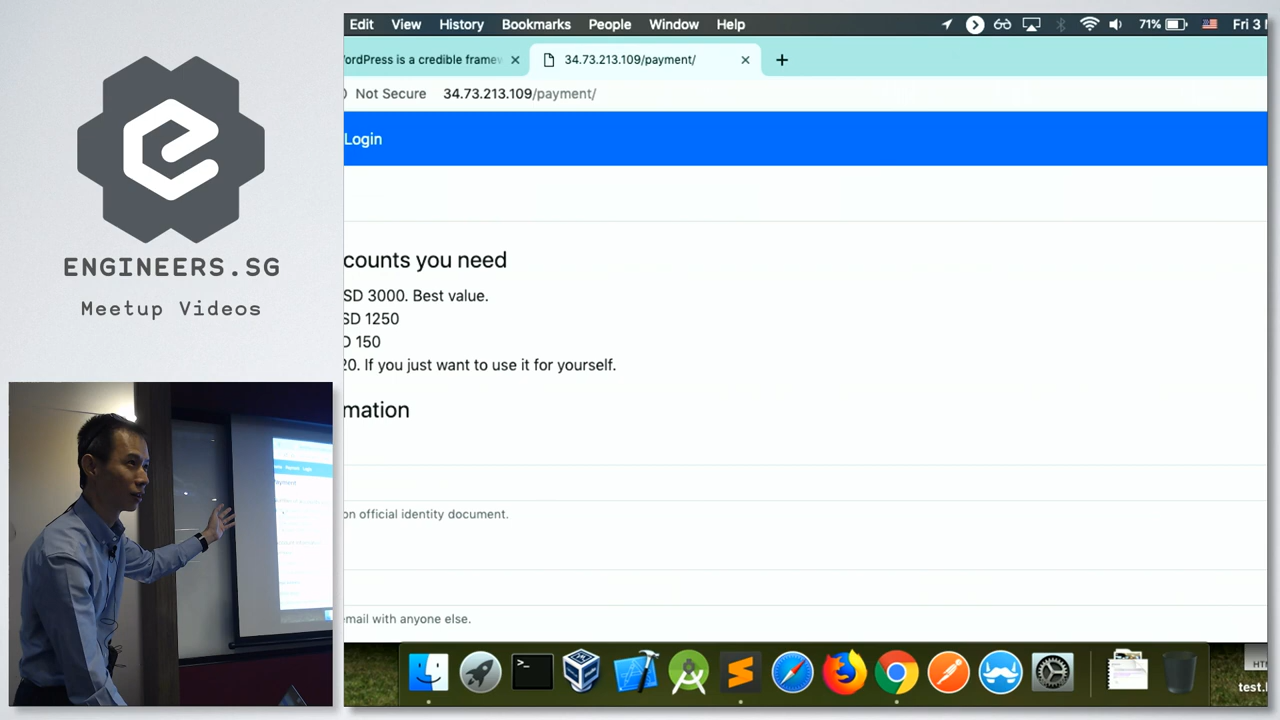 ENGINEERS.SG
Meetup Videos
Edit View History Bookmarks People Window Help
71%
Fri 3
ordPress is a credible frame
34.73.213.109/payment/
Not Secure 34.73.213.109/payment/
Login
counts you need
SD 3000. Best value.
SD 1250
D 150
20. If you just want to use it for yourself.
mation
on official identity document.
email with anyone else.
test.